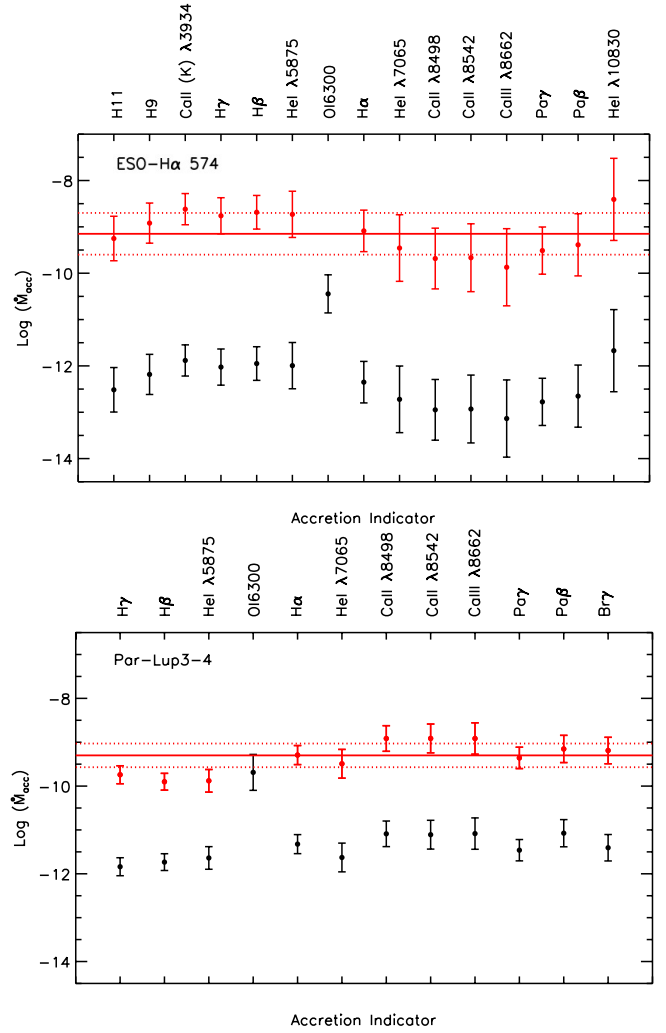 H11 H9 CaII (K) λ3934 Hγ Hβ HeI λ5875 OI6300 Hα HeI λ7065 CaII λ8498 CaII λ8542 CaIII λ8662 Paγ Paβ HeI λ10830
ESO-Hα 574
-8
-10
-12
-14
Log (Ṁacc)
Accretion Indicator
Hγ Hβ HeI λ5875 OI6300 Hα HeI λ7065 CaII λ8498 CaII λ8542 CaIII λ8662 Paγ Paβ Brγ
Par-Lup3-4
-8
-10
-12
-14
Log (Ṁacc)
Accretion Indicator